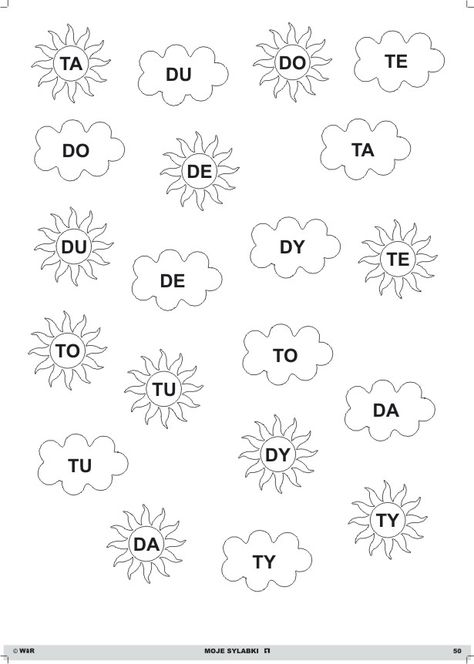 TA DU DO TE
DO DE TA
DU DE DY TE
TO TU TO DA
TU DY TY
DA TY
© W&R MOJE SYLABKI 50